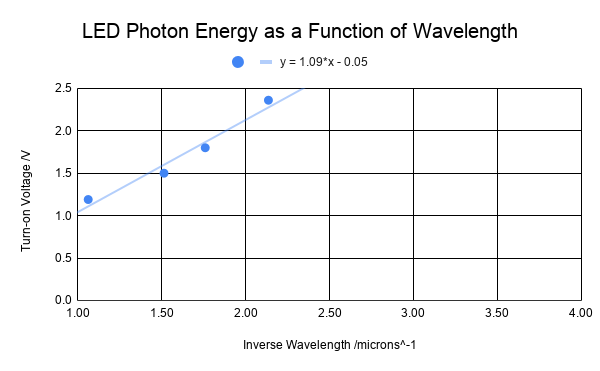 LED Photon Energy as a Function of Wavelength
y = 1.09*x - 0.05
2.5
2.0
1.5
1.0
0.5
0.0
Turn-on Voltage /V
1.00 1.50 2.00 2.50 3.00 3.50 4.00
Inverse Wavelength /microns^-1